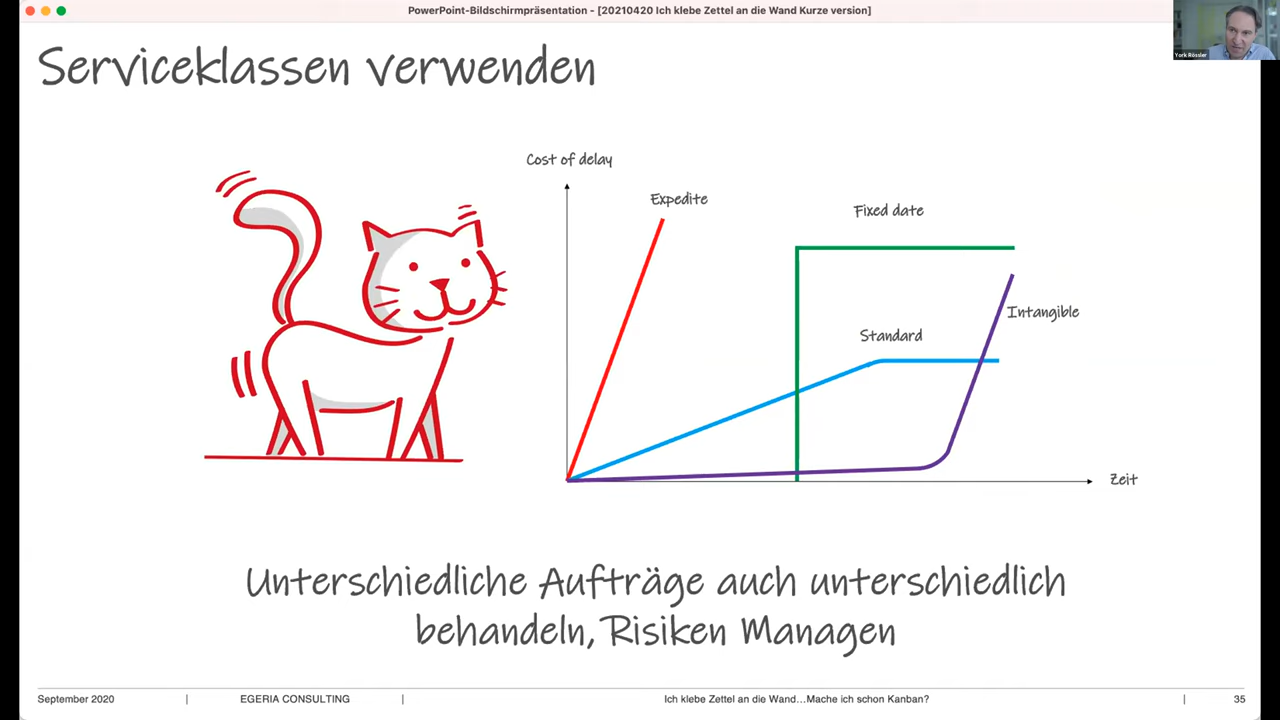 PowerPoint-Bildschirmpräsentation - [20210420 Ich klebe Zettel an die Wand Kurze version]
York Rössler
Serviceklassen verwenden
Cost of delay
Expedite
Fixed date
Intangible
Standard
Zeit
Unterschiedliche Aufträge auch unterschiedlich
behandeln, Risiken Managen
September 2020 | EGERIA CONSULTING | Ich klebe Zettel an die Wand...Mache ich schon Kanban? | 35